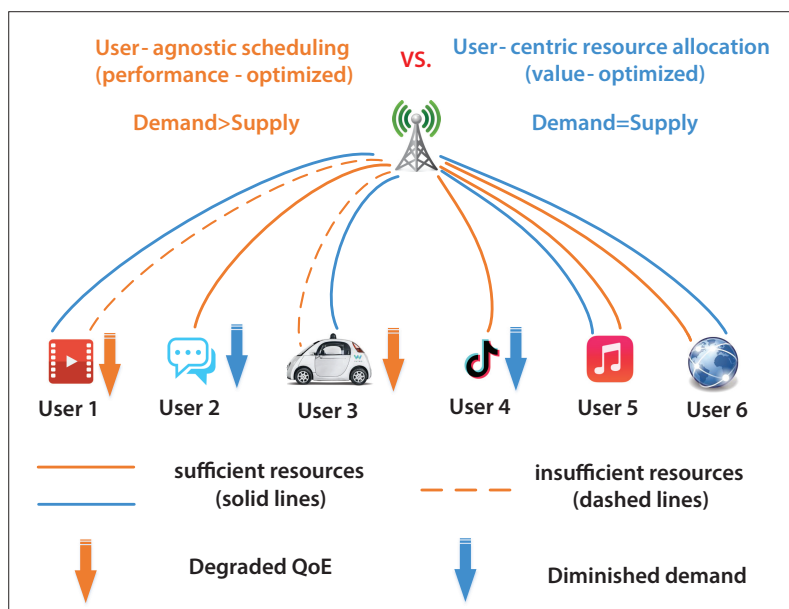 User- agnostic scheduling
(performance - optimized)
VS.
User- centric resource allocation
(value- optimized)
Demand>Supply
Demand=Supply
User 1
User 2
User 3
User 4
User 5
User 6
sufficient resources
(solid lines)
insufficient resources
(dashed lines)
Degraded QoE
Diminished demand